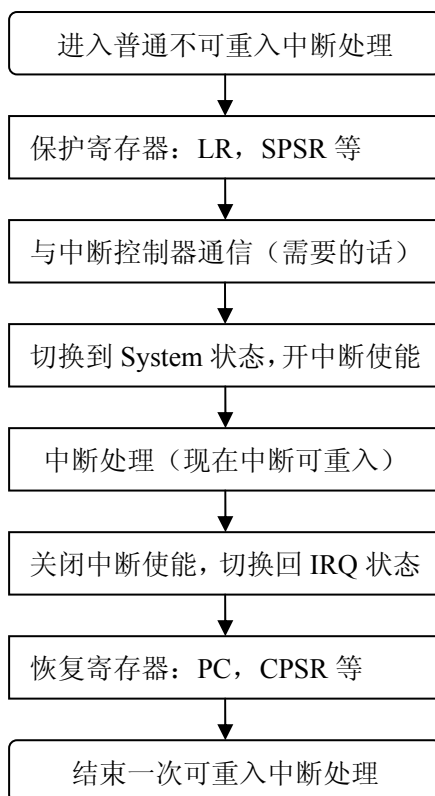 进入普通不可重入中断处理
保护寄存器：LR，SPSR 等
与中断控制器通信（需要的话）
切换到 System 状态，开中断使能
中断处理（现在中断可重入）
关闭中断使能，切换回 IRQ 状态
恢复寄存器：PC，CPSR 等
结束一次可重入中断处理